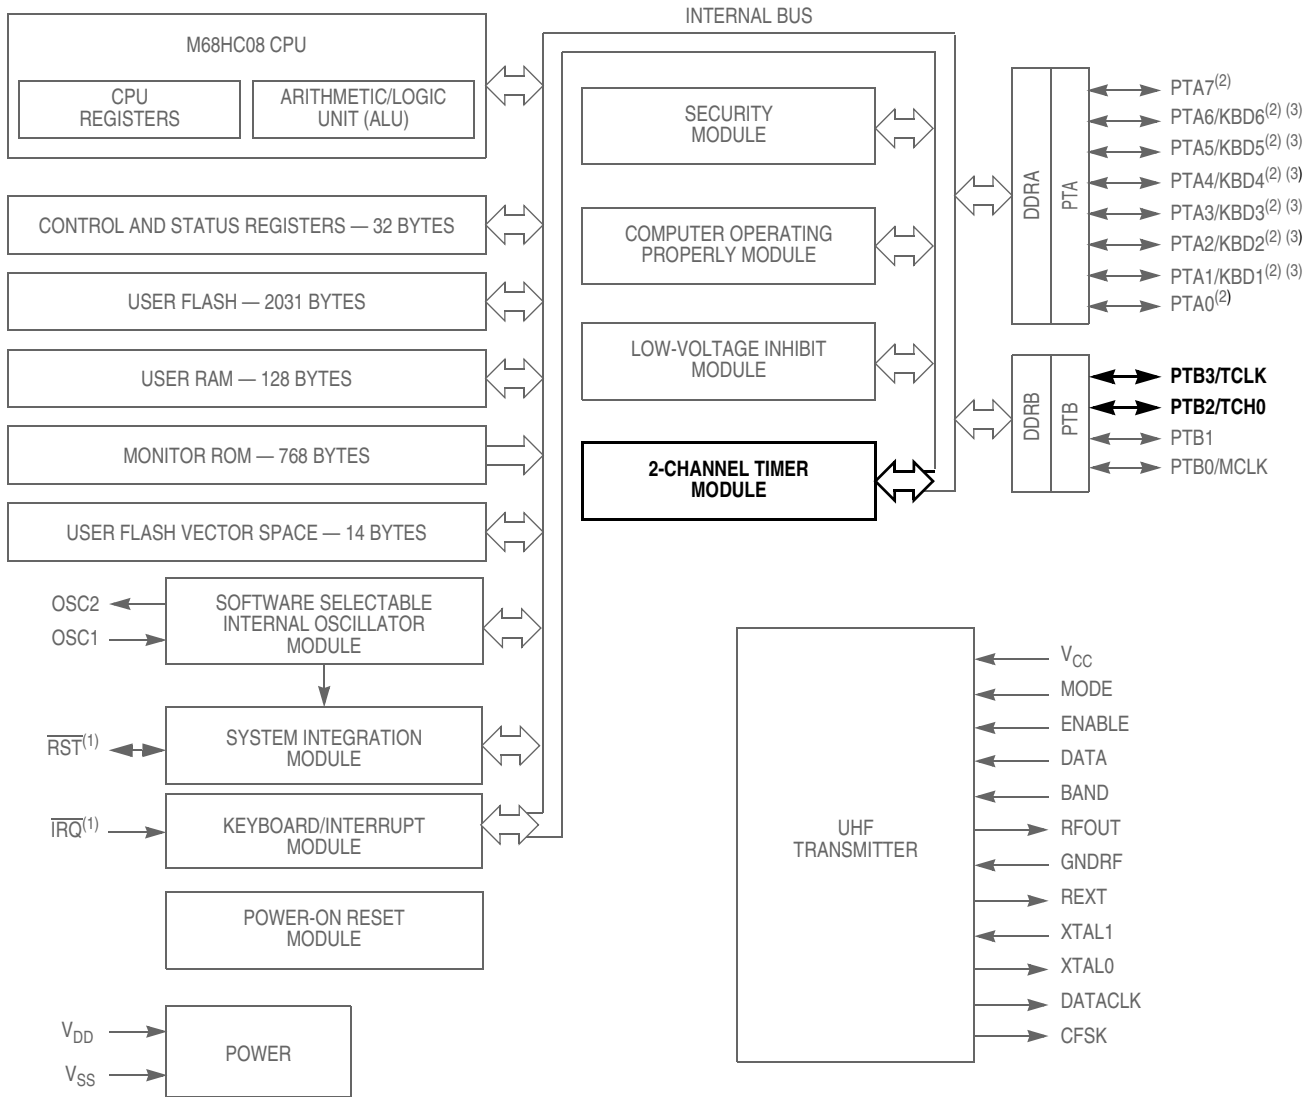 INTERNAL BUS
M68HC08 CPU
CPU
REGISTERS
ARITHMETIC/LOGIC
UNIT (ALU)
CONTROL AND STATUS REGISTERS — 32 BYTES
USER FLASH — 2031 BYTES
USER RAM — 128 BYTES
MONITOR ROM — 768 BYTES
USER FLASH VECTOR SPACE — 14 BYTES
OSC2
OSC1
SOFTWARE SELECTABLE
INTERNAL OSCILLATOR
MODULE
RST(1)
SYSTEM INTEGRATION
MODULE
IRQ(1)
KEYBOARD/INTERRUPT
MODULE
POWER-ON RESET
MODULE
VDD
VSS
POWER
SECURITY
MODULE
COMPUTER OPERATING
PROPERLY MODULE
LOW-VOLTAGE INHIBIT
MODULE
2-CHANNEL TIMER
MODULE
DDRA
PTA
PTA7(2)
PTA6/KBD6(2) (3)
PTA5/KBD5(2) (3)
PTA4/KBD4(2) (3)
PTA3/KBD3(2) (3)
PTA2/KBD2(2) (3)
PTA1/KBD1(2) (3)
PTA0(2)
DDRB
PTB
PTB3/TCLK
PTB2/TCH0
PTB1
PTB0/MCLK
UHF
TRANSMITTER
VCC
MODE
ENABLE
DATA
BAND
RFOUT
GNDRF
REXT
XTAL1
XTAL0
DATACLK
CFSK